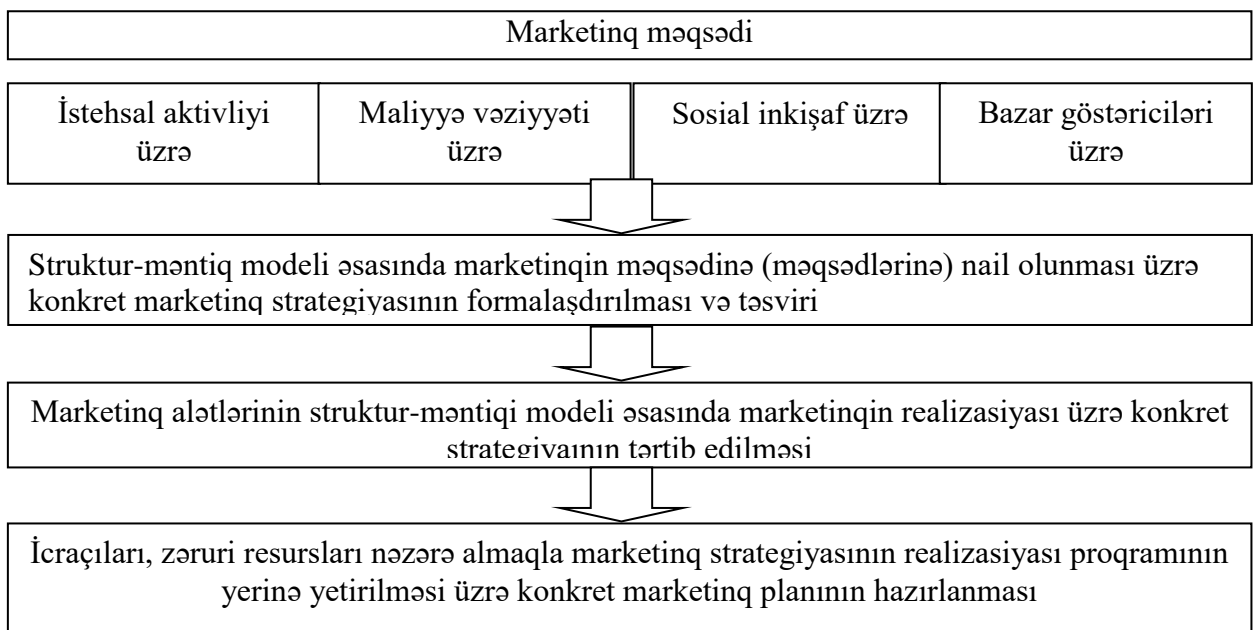 Marketinq məqsədi
İstehsal aktivliyi
üzrə
Maliyyə vəziyyəti
üzrə
Sosial inkişaf üzrə
Bazar göstəriciləri
üzrə
Struktur-məntiq modeli əsasında marketinqin məqsədinə (məqsədlərinə) nail olunması üzrə
konkret marketinq strategiyasının formalaşdırılması və təsviri
Marketinq alətlərinin struktur-məntiqi modeli əsasında marketinqin realizasiyası üzrə konkret
strategiyaının tərtib edilməsi
İcraçıları, zəruri resursları nəzərə almaqla marketinq strategiyasının realizasiyası proqramının
yerinə yetirilməsi üzrə konkret marketinq planının hazırlanması